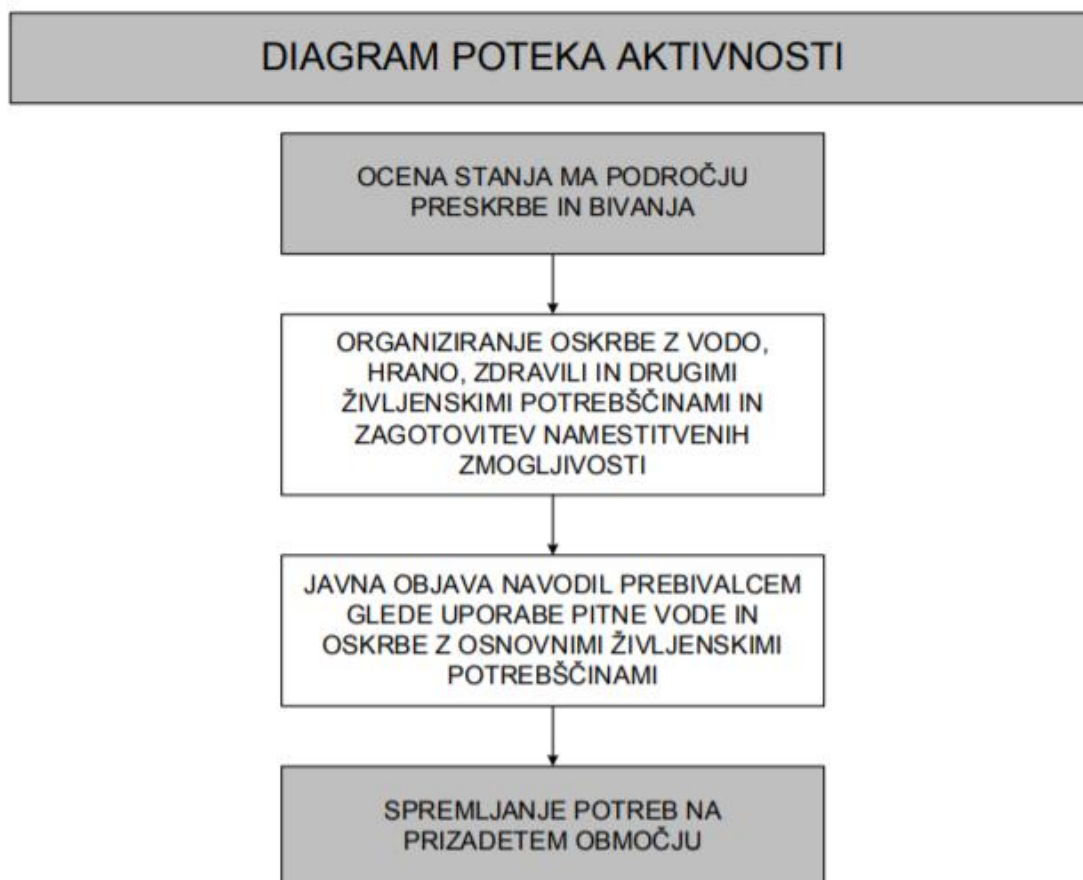 DIAGRAM POTEKA AKTIVNOSTI
OCENA STANJA MA PODROČJU
PRESKRBE IN BIVANJA
ORGANIZIRANJE OSKRBE Z VODO,
HRANO, ZDRAVILI IN DRUGIMI
ŽIVLJENSKIMI POTREBŠČINAMI IN
ZAGOTOVITEV NAMESTITVENIH
ZMOGLJIVOSTI
JAVNA OBJAVA NAVODIL PREBIVALCEM
GLEDE UPORABE PITNE VODE IN
OSKRBE Z OSNOVNIMI ŽIVLJENSKIMI
POTREBŠČINAMI
SPREMLJANJE POTREB NA
PRIZADETEM OBMOČJU